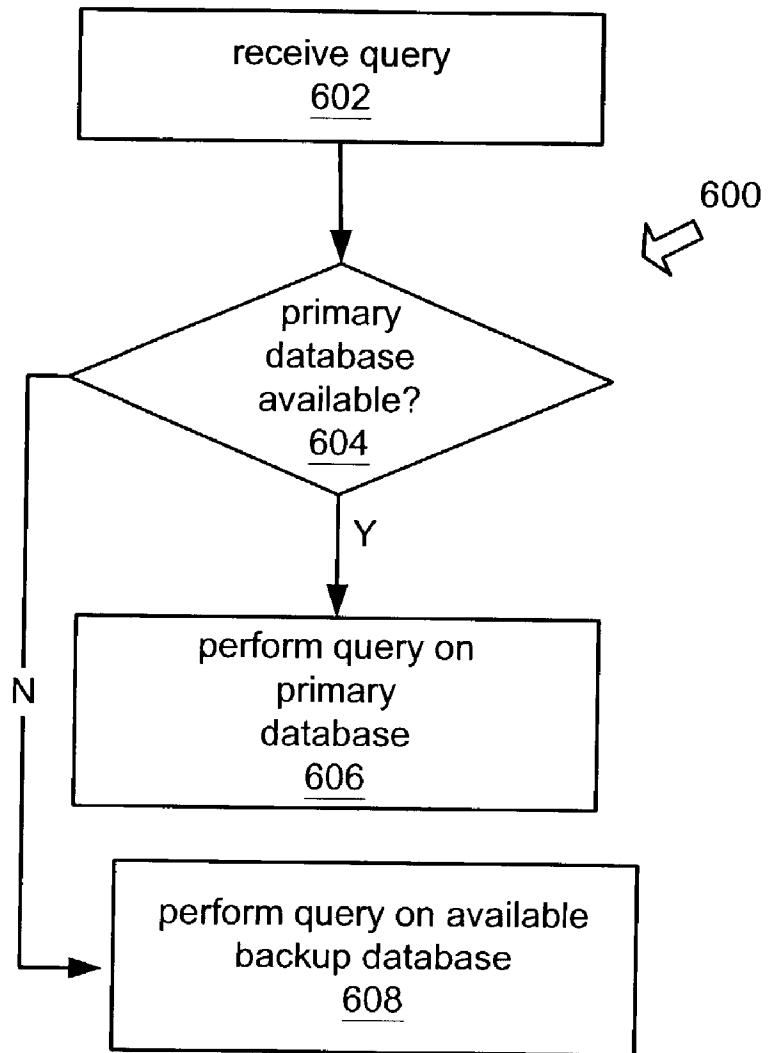 receive query
602
600
primary
database
available?
604
Y
perform query on
primary
database
606
N
perform query on available
backup database
608